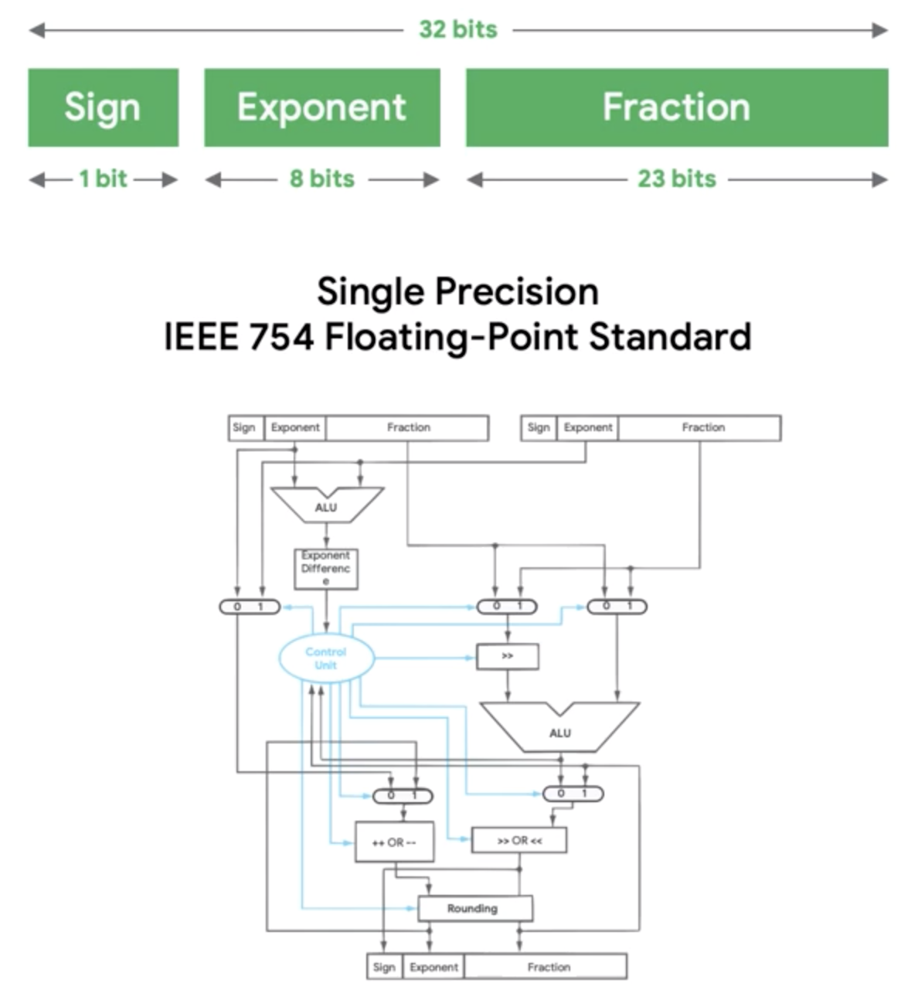 32 bits
Sign Exponent Fraction
1 bit 8 bits 23 bits
Single Precision
IEEE 754 Floating-Point Standard
Sign Exponent Fraction Sign Exponent Fraction
ALU
Exponent
Differenc
e
0 1 0 1 0 1
Control
Unit
>>
ALU
0 1 0 1
++ OR -- >> OR <<
Rounding
Sign Exponent Fraction